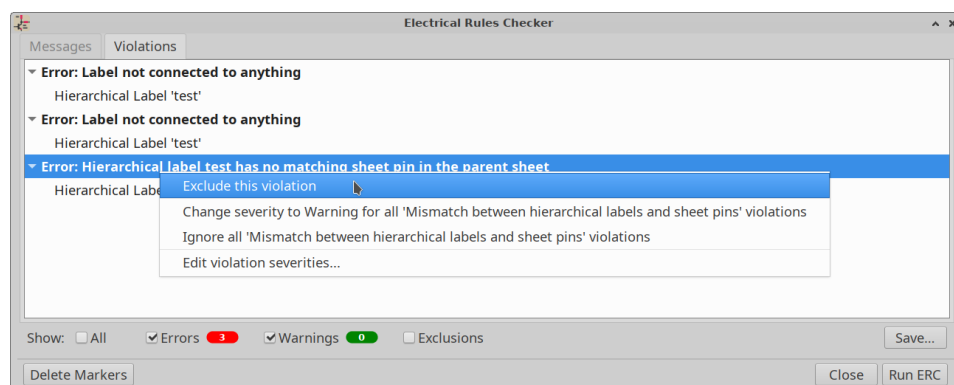 Electrical Rules Checker
Messages Violations
Error: Label not connected to anything
Hierarchical Label 'test'
Error: Label not connected to anything
Hierarchical Label 'test'
Error: Hierarchical label test has no matching sheet pin in the parent sheet
Hierarchical Labe
Exclude this violation
Change severity to Warning for all 'Mismatch between hierarchical labels and sheet pins' violations
Ignore all 'Mismatch between hierarchical labels and sheet pins' violations
Edit violation severities...
Show: All Errors 3 Warnings 0 Exclusions Save...
Delete Markers Close Run ERC